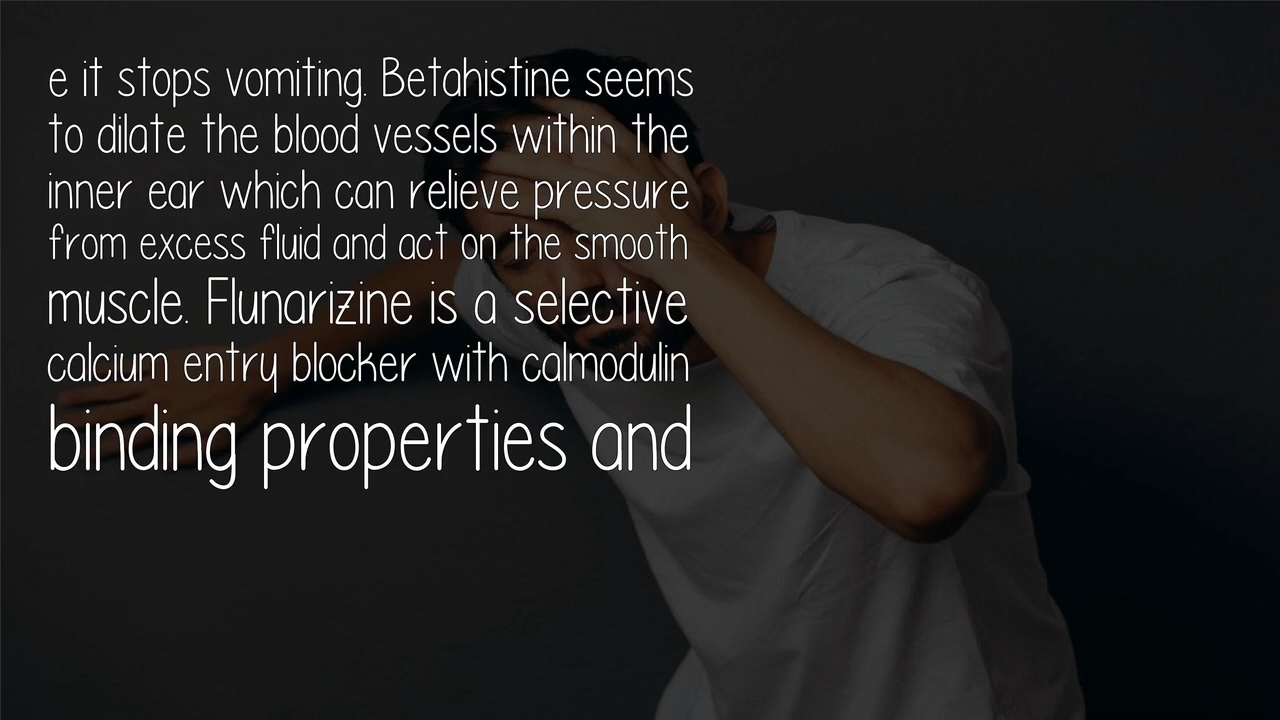 e it stops vomiting. Betahistine seems
to dilate the blood vessels within the
inner ear which can relieve pressure
from excess fluid and act on the smooth
muscle. Flunarizine is a selective
calcium entry blocker with calmodulin
binding properties and